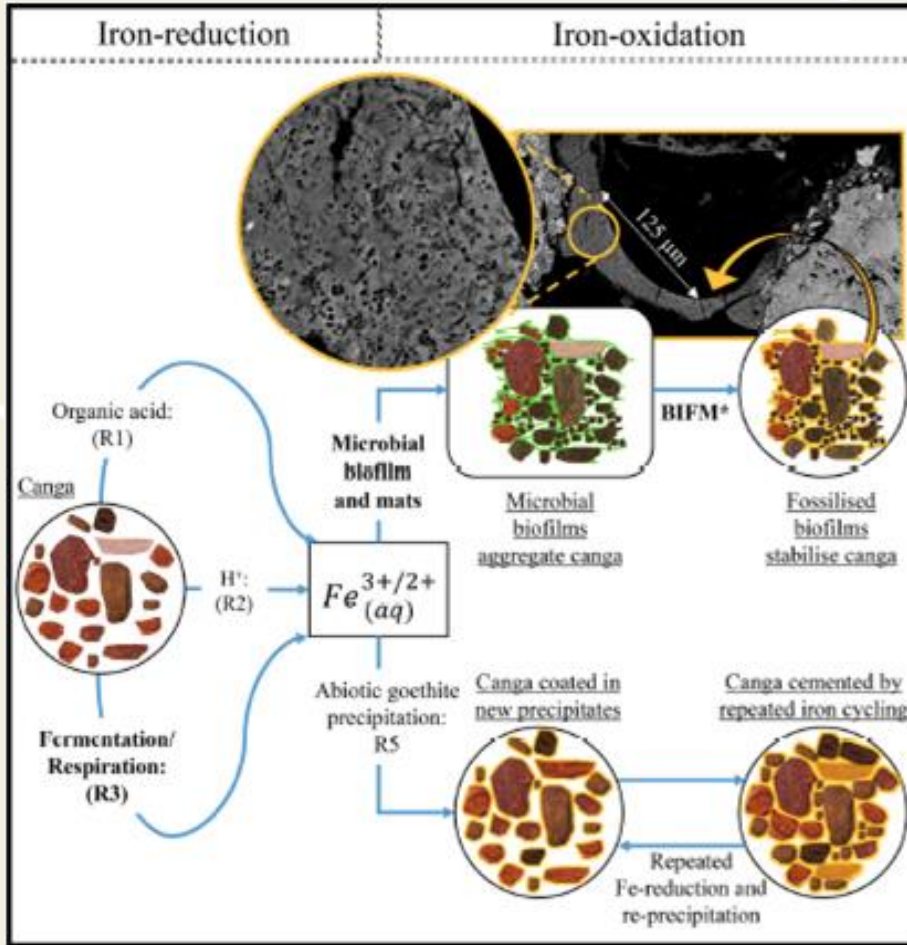 Iron-reduction
Iron-oxidation
125 µm
Organic acid:
(R1)
Canga
H⁺:
(R2)
Fermentation/
Respiration:
(R3)
Fe³⁺/²⁺
(aq)
Microbial
biofilm
and mats
BIFM*
Microbial
biofilms
aggregate canga
Fossilised
biofilms
stabilise canga
Abiotic goethite
precipitation:
R5
Canga coated in
new precipitates
Canga cemented by
repeated iron cycling
Repeated
Fe-reduction and
re-precipitation